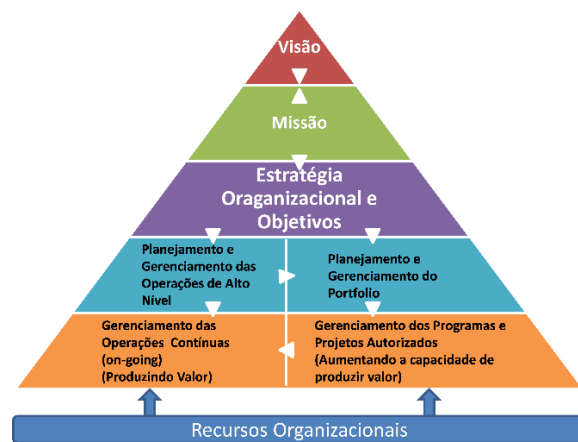 Visão
Missão
Estratégia
Oraganizacional e
Objetivos
Planejamento e
Gerenciamento das
Operações de Alto
Nível
Planejamento e
Gerenciamento do
Portfolio
Gerenciamento das
Operações Contínuas
(on-going)
(Produzindo Valor)
Gerenciamento dos Programas e
Projetos Autorizados
(Aumentando a capacidade de
produzir valor)
Recursos Organizacionais